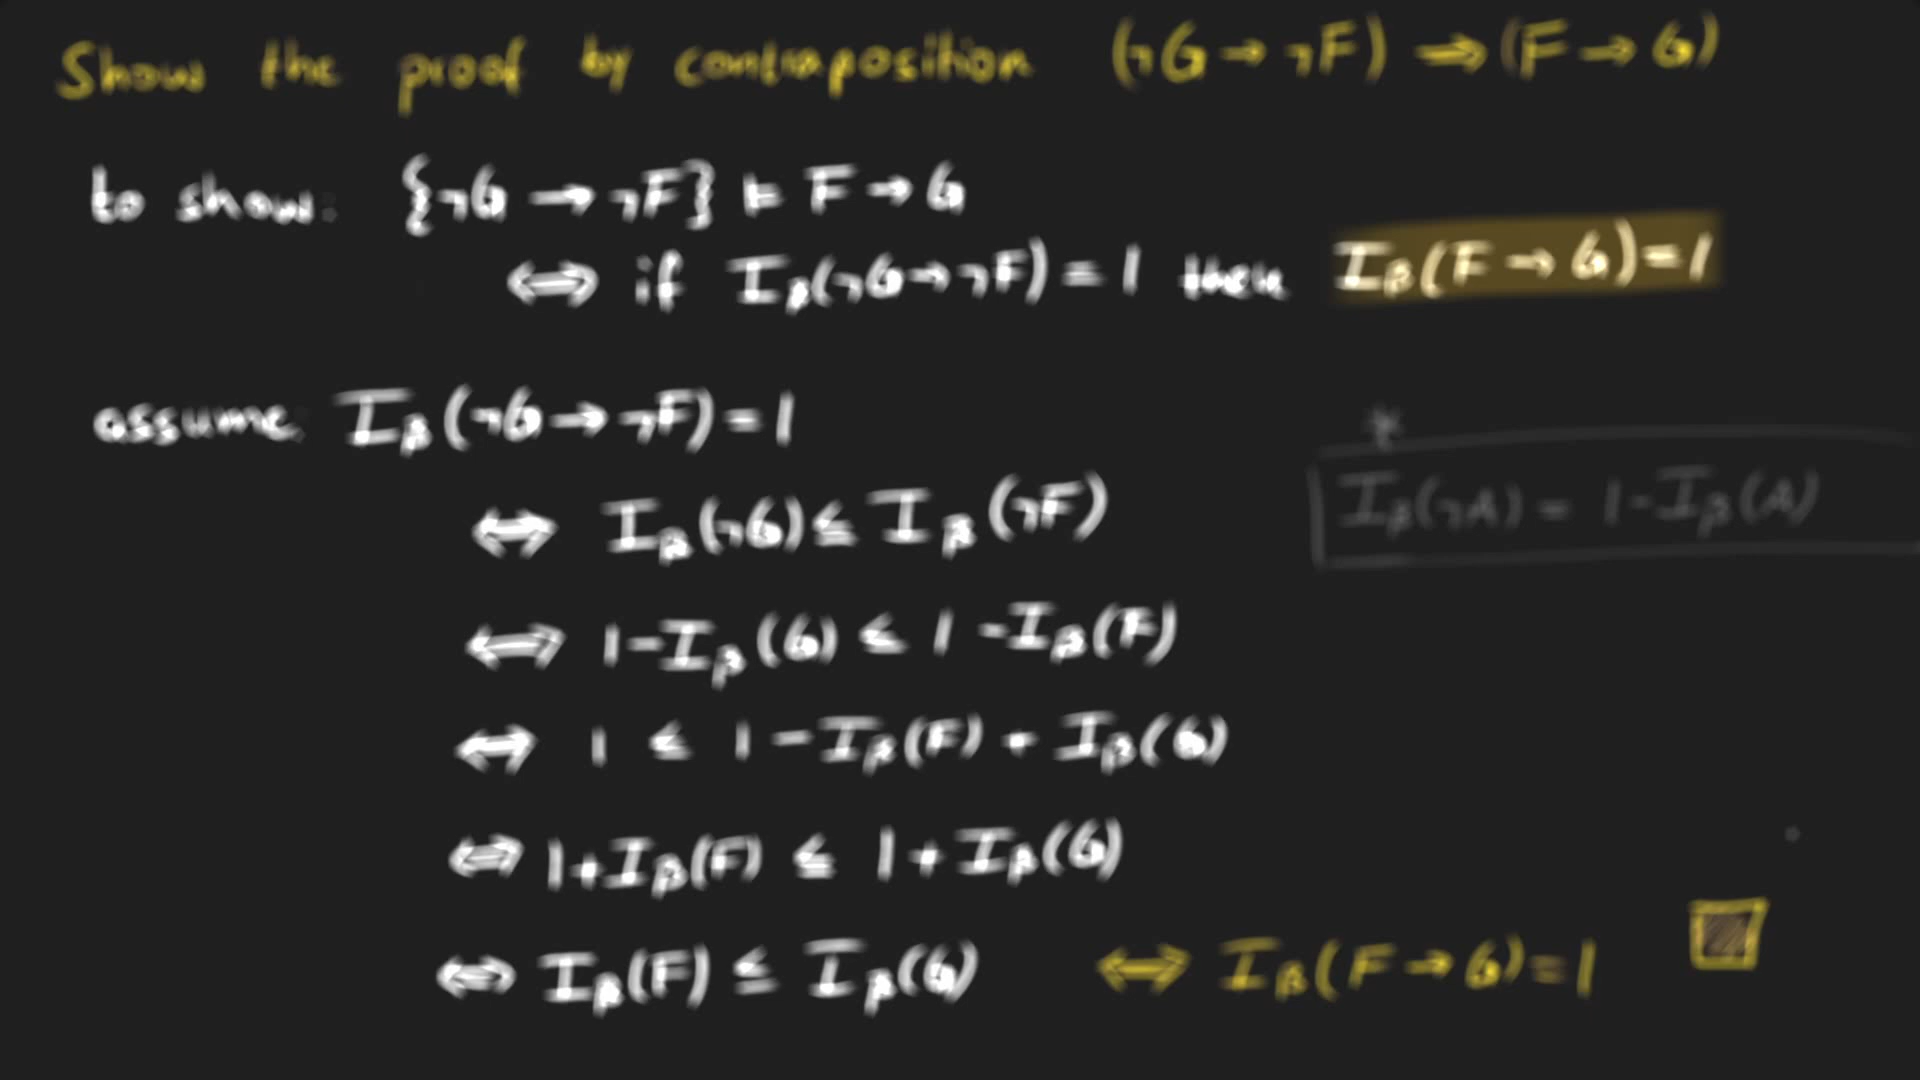 Show the proof by contraposition (¬G → ¬F) ⇒ (F → G)
to show: {¬G → ¬F} ⊨ F → G
⇔ if I_β(¬G → ¬F) = 1 then I_β(F → G) = 1
assume I_β(¬G → ¬F) = 1
*
⇔ I_β(¬G) ≤ I_β(¬F)
I_β(¬A) = 1 - I_β(A)
⇔ 1 - I_β(G) ≤ 1 - I_β(F)
⇔ 1 ≤ 1 - I_β(F) + I_β(G)
⇔ 1 + I_β(F) ≤ 1 + I_β(G)
⇔ I_β(F) ≤ I_β(G) ⇔ I_β(F → G) = 1